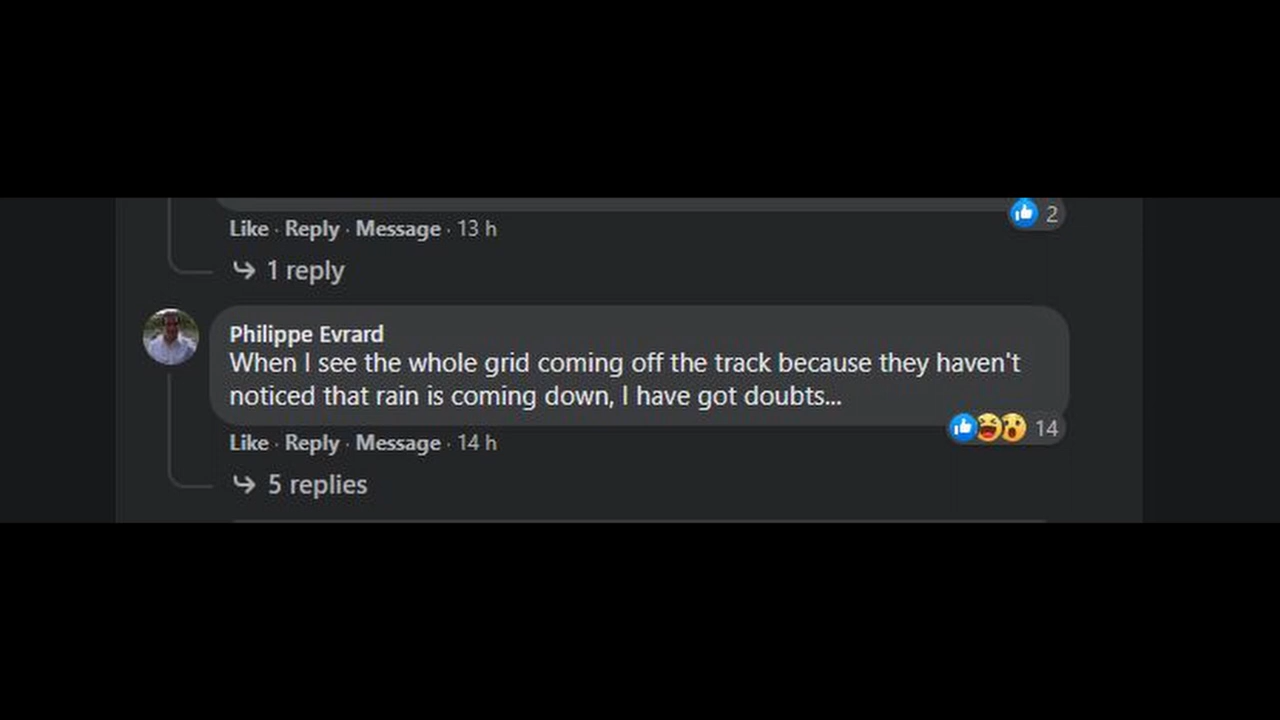 2
Like · Reply · Message · 13 h
1 reply
Philippe Evrard
When I see the whole grid coming off the track because they haven't
noticed that rain is coming down, I have got doubts...
14
Like · Reply · Message · 14 h
5 replies